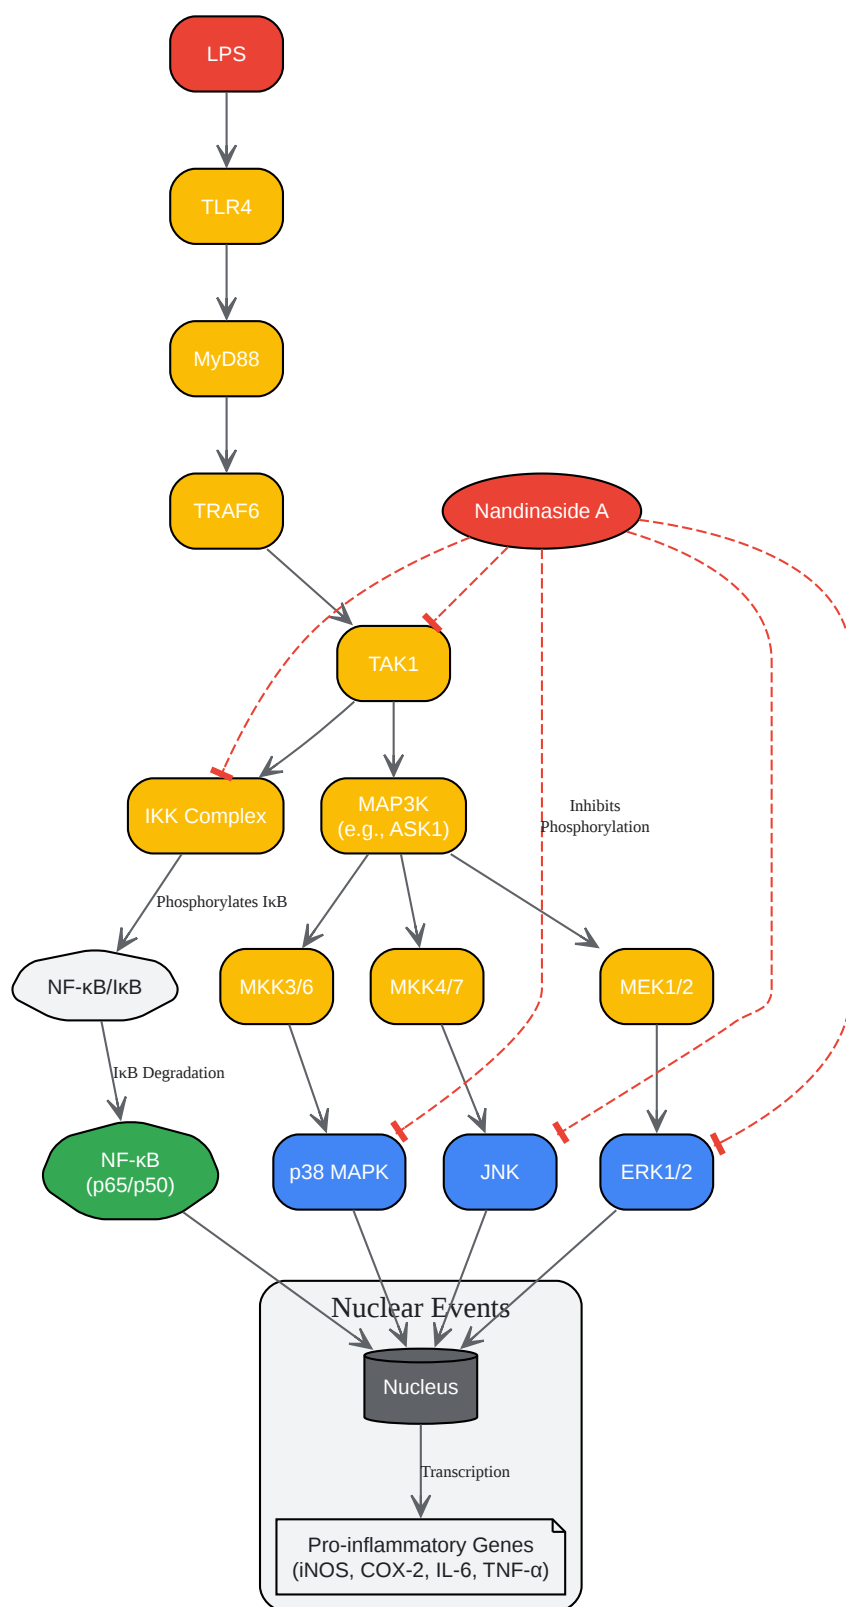 LPS
TLR4
MyD88
TRAF6
Nandinaside A
TAK1
IKK Complex
MAP3K
(e.g., ASK1)
Inhibits
Phosphorylation
Phosphorylates IκB
NF-κB/IκB
MKK3/6
MKK4/7
MEK1/2
IκB Degradation
NF-κB
(p65/p50)
p38 MAPK
JNK
ERK1/2
Nuclear Events
Nucleus
Transcription
Pro-inflammatory Genes
(iNOS, COX-2, IL-6, TNF-α)